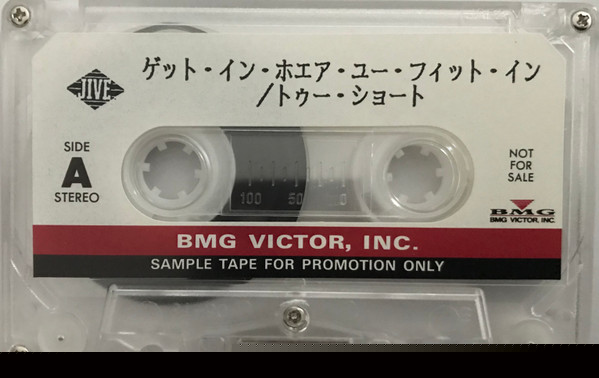 JIVE
ゲット・イン・ホエア・ユー・フィット・イン
/トゥー・ショート
SIDE
A
STEREO
100 50 0
NOT
FOR
SALE
BMG
BMG VICTOR, INC.
BMG VICTOR, INC.
SAMPLE TAPE FOR PROMOTION ONLY